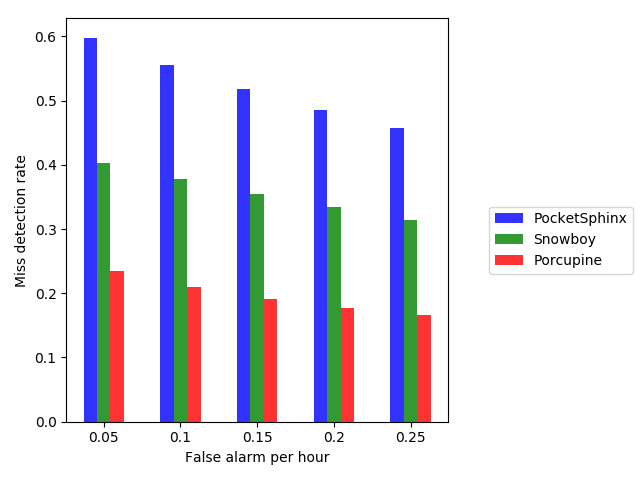 0.6
0.5
0.4
0.3
0.2
0.1
0.0
Miss detection rate
0.05 0.1 0.15 0.2 0.25
False alarm per hour
PocketSphinx
Snowboy
Porcupine